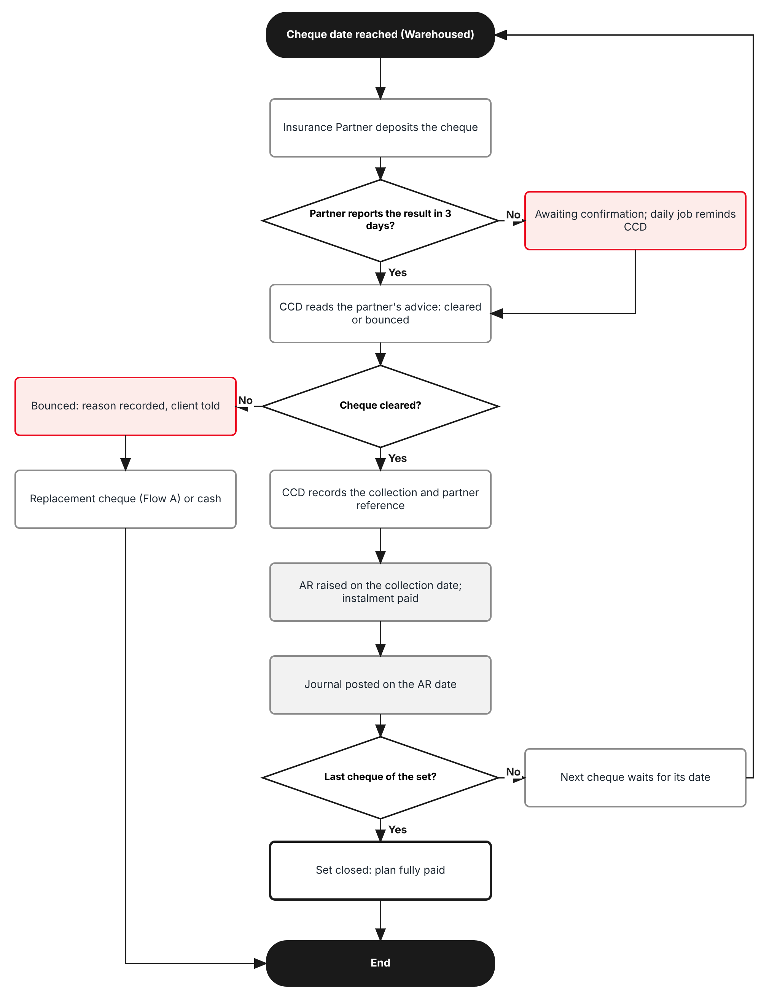 Cheque date reached (Warehoused)
Insurance Partner deposits the cheque
Partner reports the result in 3
days?
No
Awaiting confirmation; daily job reminds
CCD
Yes
CCD reads the partner's advice: cleared
or bounced
Cheque cleared?
No
Bounced: reason recorded, client told
Yes
Replacement cheque (Flow A) or cash
CCD records the collection and partner
reference
AR raised on the collection date;
instalment paid
Journal posted on the AR date
Last cheque of the set?
No
Next cheque waits for its date
Yes
Set closed: plan fully paid
End